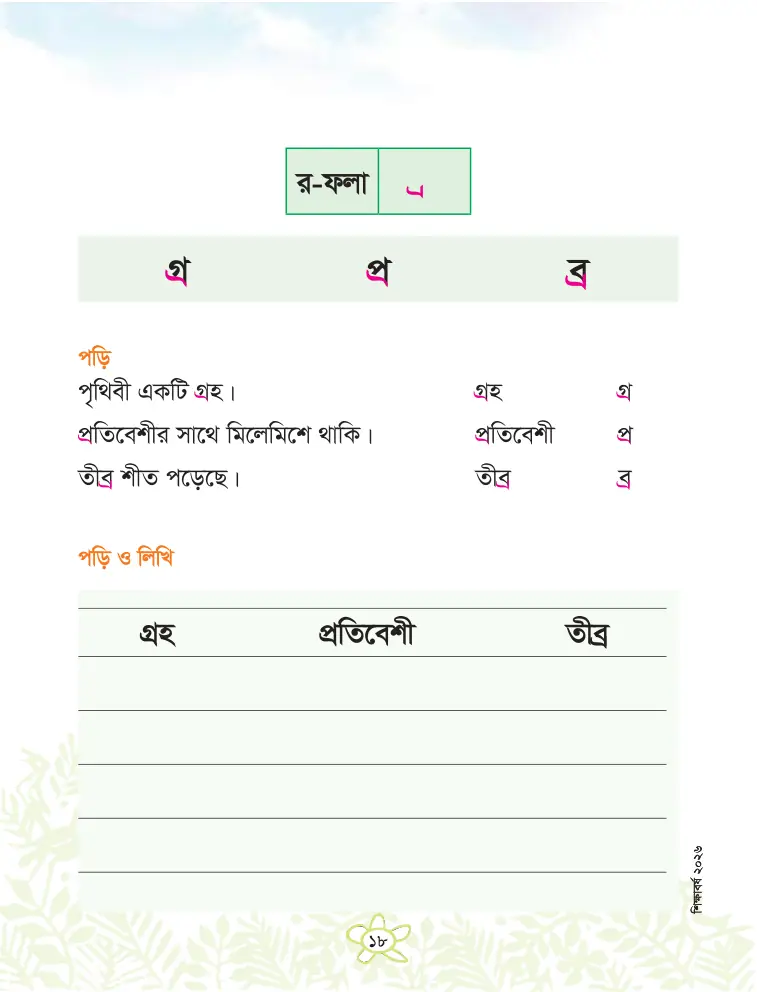 র-ফলা ্র
গ্র প্র ব্র
পড়ি
পৃথিবী একটি গ্রহ। গ্রহ গ্র
প্রতিবেশীর সাথে মিলেমিশে থাকি। প্রতিবেশী প্র
তীব্র শীত পড়েছে। তীব্র ব্র
পড়ি ও লিখি
গ্রহ প্রতিবেশী তীব্র
শিক্ষাবর্ষ ২০২৬
১৮